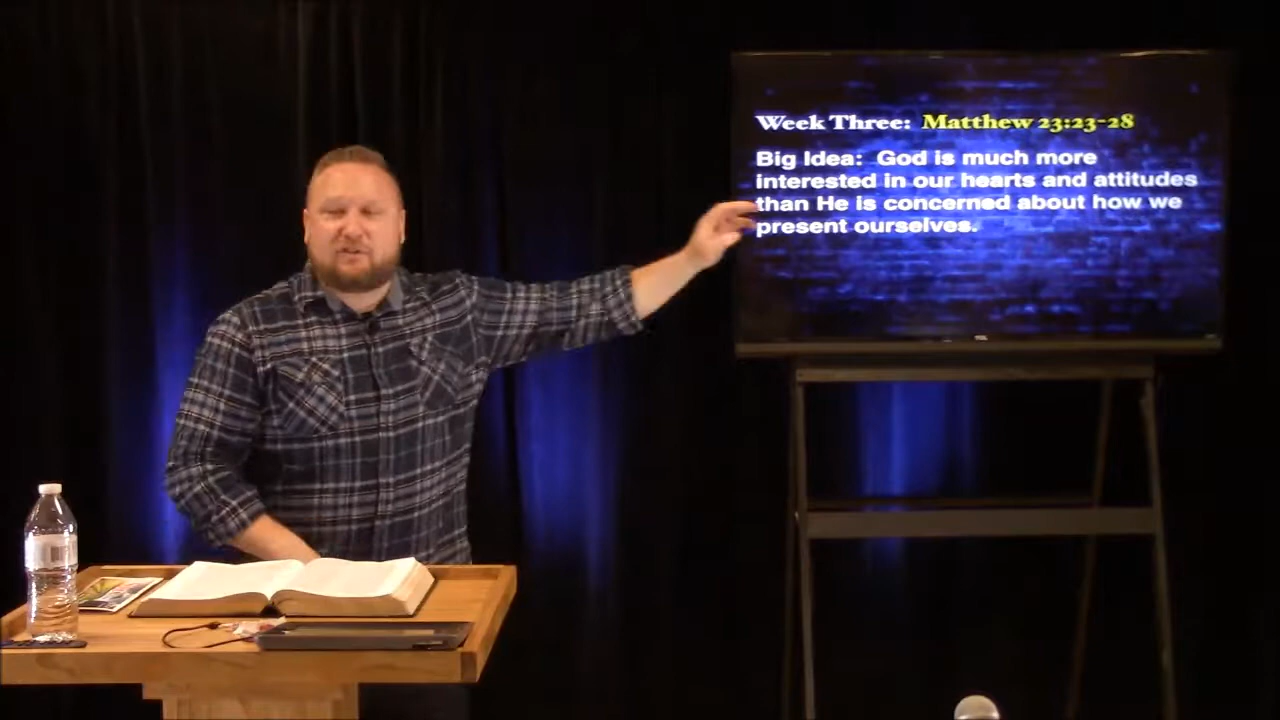 Week Three: Matthew 23:23-28
Big Idea: God is much more
interested in our hearts and attitudes
than He is concerned about how we
present ourselves.
TCL